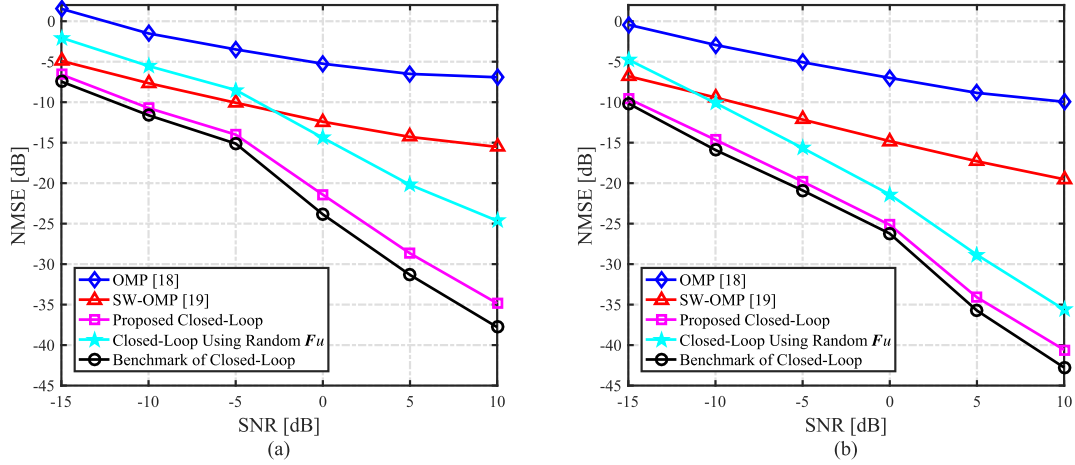 0
-5
-10
-15
-20
-25
-30
-35
-40
-45
NMSE [dB]
OMP [18]
SW-OMP [19]
Proposed Closed-Loop
Closed-Loop Using Random Fu
Benchmark of Closed-Loop
-15 -10 -5 0 5 10
SNR [dB]
(a)
0
-5
-10
-15
-20
-25
-30
-35
-40
-45
NMSE [dB]
OMP [18]
SW-OMP [19]
Proposed Closed-Loop
Closed-Loop Using Random Fu
Benchmark of Closed-Loop
-15 -10 -5 0 5 10
SNR [dB]
(b)